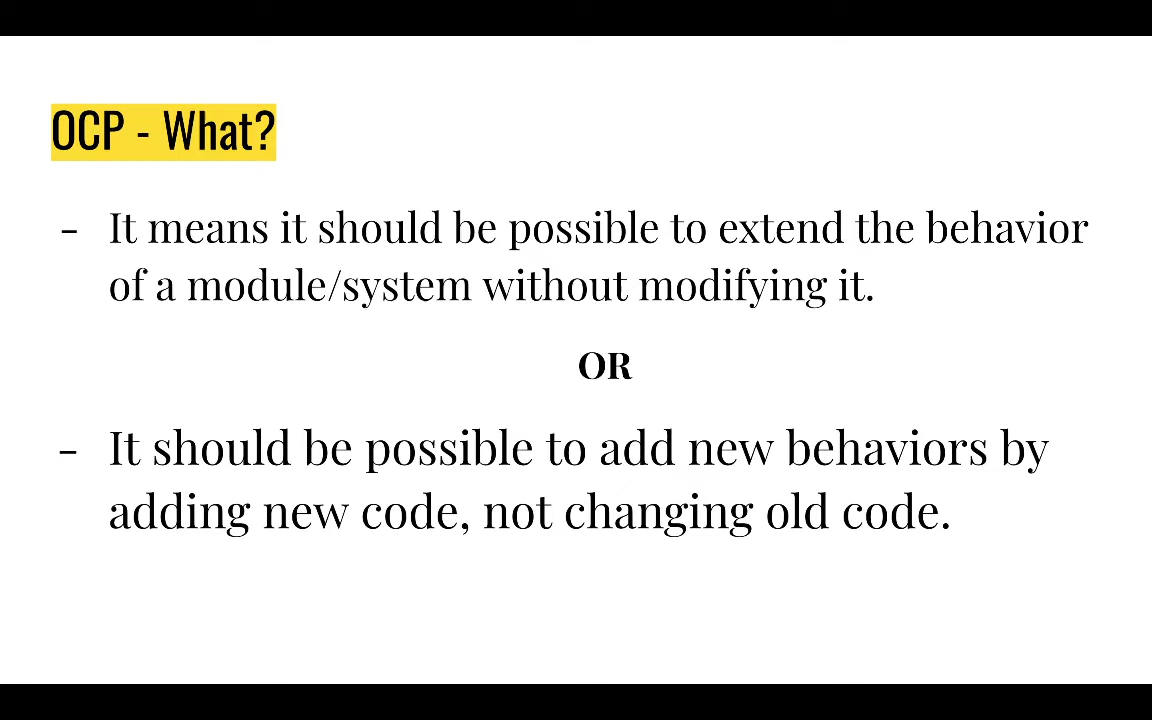 OCP - What?
- It means it should be possible to extend the behavior
of a module/system without modifying it.
OR
- It should be possible to add new behaviors by
adding new code, not changing old code.